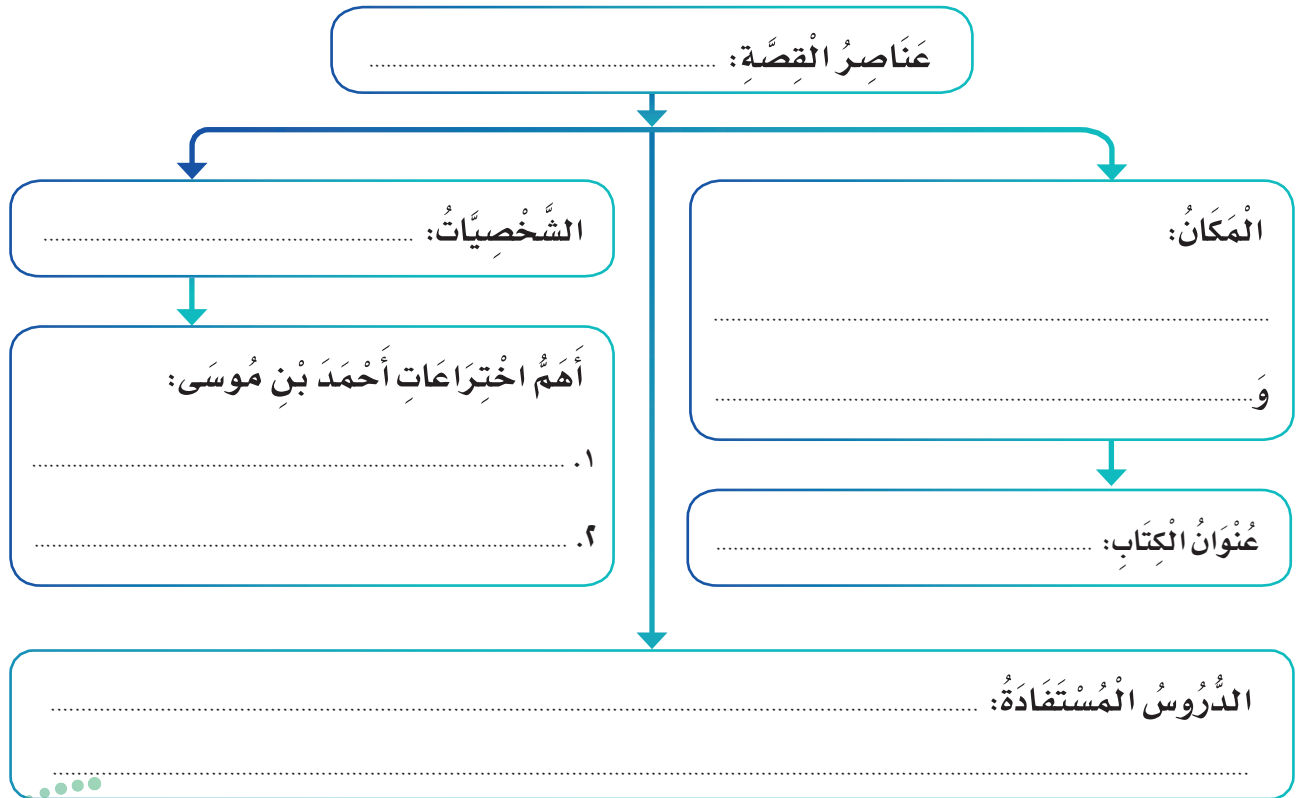 عَنَاصِرُ الْقِصَّةِ: ........................................
الْمَكَانُ:
........................................
وَ ........................................
الشَّخْصِيَّاتُ: ........................................
أَهَمُّ اخْتِرَاعَاتِ أَحْمَدَ بْنِ مُوسَى:
١. ........................................
٢. ........................................
عُنْوَانُ الْكِتَابِ: ........................................
الدُّرُوسُ الْمُسْتَفَادَةُ: ........................................
........................................